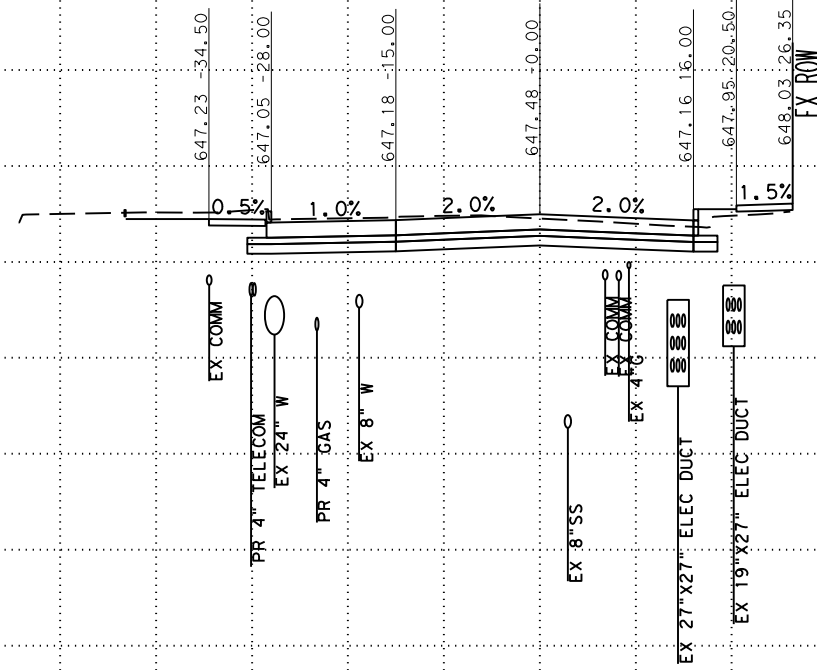 647.23 -34.50
647.05 -28.00
647.18 -15.00
647.48 -0.00
647.16 16.00
647.95 20.50
648.03 26.35
EX ROW
0.5%
1.0%
2.0%
2.0%
1.5%
EX COMM
PR 4" TELECOM
EX 24" W
PR 4" GAS
EX 8" W
EX 8"SS
EX COMM
EX COMM
EX 4"G
EX 27"X27" ELEC DUCT
EX 19"X27" ELEC DUCT